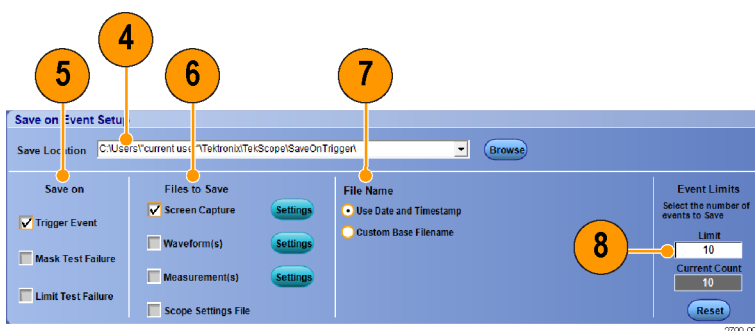 4
5
6
7
Save on Event Setup
Save Location C:\Users\"current user"\Tektronix\TekScope\SaveOnTrigger\ Browse
Save on
Trigger Event
Mask Test Failure
Limit Test Failure
Files to Save
Screen Capture Settings
Waveform(s) Settings
Measurement(s) Settings
Scope Settings File
File Name
Use Date and Timestamp
Custom Base Filename
8
Event Limits
Select the number of
events to Save
Limit
10
Current Count
10
Reset